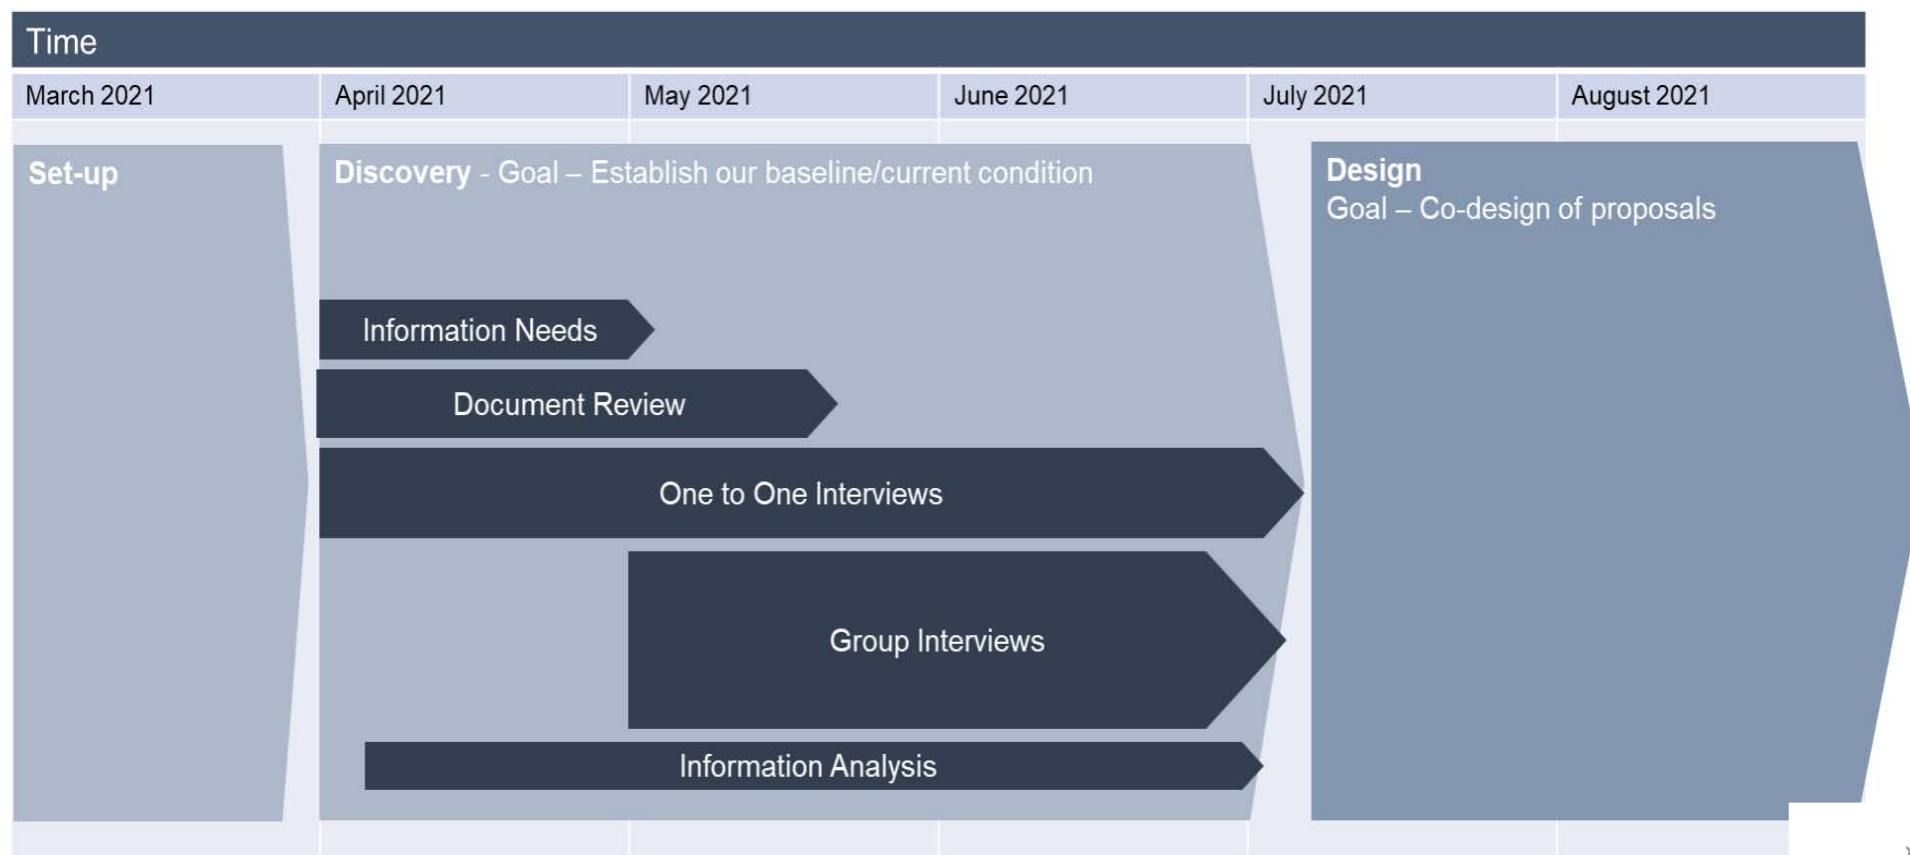 Time
March 2021
April 2021
May 2021
June 2021
July 2021
August 2021
Set-up
Discovery - Goal – Establish our baseline/current condition
Design
Goal – Co-design of proposals
Information Needs
Document Review
One to One Interviews
Group Interviews
Information Analysis